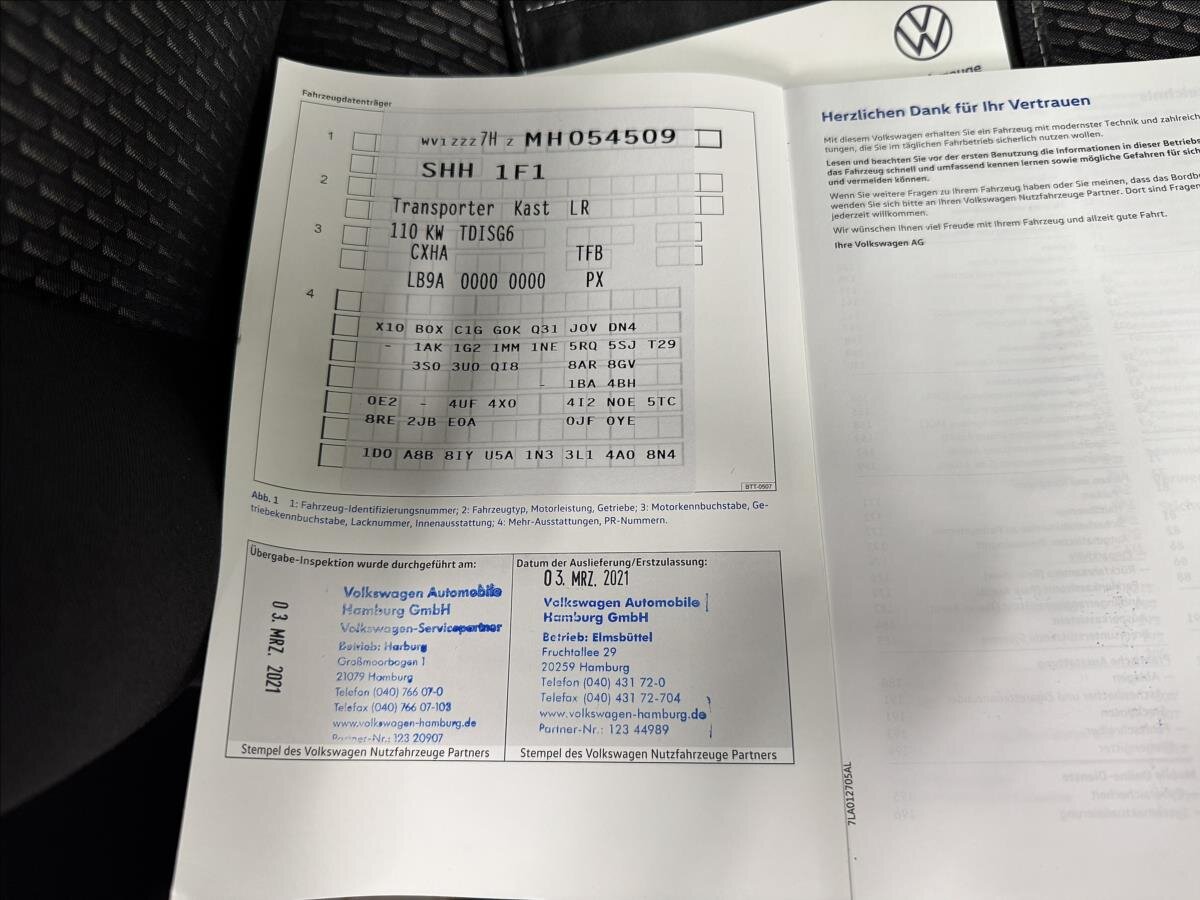 Fahrzeugdatenträger
1 WV1ZZZ7HZ MH054509
SHH 1F1
2
Transporter Kast LR
3 110 KW TDISG6
CXHA TFB
LB9A 0000 0000 PX
4
X10 B0X C1G G0K Q31 J0V DN4
- 1AK 1G2 1MM 1NE 5RQ 5SJ T29
3S0 3U0 QI8 8AR 8GV
- 1BA 4BH
0E2 - 4UF 4X0 4I2 N0E 5TC
8RE 2JB E0A 0JF 0YE
1D0 A8B 8IY U5A 1N3 3L1 4A0 8N4
BTT-0507
Abb. 1 1: Fahrzeug-Identifizierungsnummer; 2: Fahrzeugtyp, Motorleistung, Getriebe; 3: Motorkennbuchstabe, Ge-
triebekennbuchstabe, Lacknummer, Innenausstattung; 4: Mehr-Ausstattungen, PR-Nummern.
Übergabe-Inspektion wurde durchgeführt am:
03. MRZ. 2021
Volkswagen Automobile
Hamburg GmbH
Volkswagen-Servicepartner
Betrieb: Harburg
Großmoorbogen 1
21079 Hamburg
Telefon (040) 766 07-0
Telefax (040) 766 07-103
www.volkswagen-hamburg.de
Partner-Nr.: 123 20907
Stempel des Volkswagen Nutzfahrzeuge Partners
Datum der Auslieferung/Erstzulassung:
03. MRZ. 2021
Volkswagen Automobile
Hamburg GmbH
Betrieb: Elmsbüttel
Fruchtallee 29
20259 Hamburg
Telefon (040) 431 72-0
Telefax (040) 431 72-704
www.volkswagen-hamburg.de
Partner-Nr.: 123 44989
Stempel des Volkswagen Nutzfahrzeuge Partners
Herzlichen Dank für Ihr Vertrauen
Mit diesem Volkswagen erhalten Sie ein Fahrzeug mit modernster Technik und zahlreich
tungen, die Sie im täglichen Fahrbetrieb sicherlich nutzen wollen.
Lesen und beachten Sie vor der ersten Benutzung die Informationen in dieser Betriebs
das Fahrzeug schnell und umfassend kennen lernen sowie mögliche Gefahren für sich
und vermeiden können.
Wenn Sie weitere Fragen zu Ihrem Fahrzeug haben oder Sie meinen, dass das Bordb
wenden Sie sich bitte an Ihren Volkswagen Nutzfahrzeuge Partner. Dort sind Fragen
jederzeit willkommen.
Wir wünschen Ihnen viel Freude mit Ihrem Fahrzeug und allzeit gute Fahrt.
Ihre Volkswagen AG
7LA012705AL